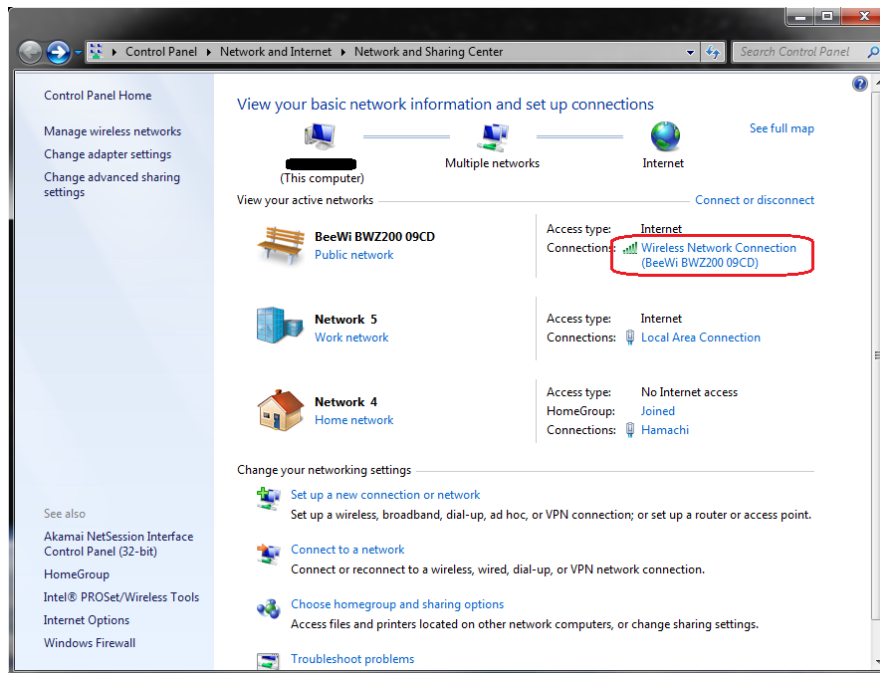 Control Panel ▸ Network and Internet ▸ Network and Sharing Center
Search Control Panel
Control Panel Home
Manage wireless networks
Change adapter settings
Change advanced sharing
settings
See also
Akamai NetSession Interface
Control Panel (32-bit)
HomeGroup
Intel® PROSet/Wireless Tools
Internet Options
Windows Firewall
View your basic network information and set up connections
See full map
(This computer)
Multiple networks
Internet
View your active networks
Connect or disconnect
BeeWi BWZ200 09CD
Public network
Access type: Internet
Connections: Wireless Network Connection
(BeeWi BWZ200 09CD)
Network 5
Work network
Access type: Internet
Connections: Local Area Connection
Network 4
Home network
Access type: No Internet access
HomeGroup: Joined
Connections: Hamachi
Change your networking settings
Set up a new connection or network
Set up a wireless, broadband, dial-up, ad hoc, or VPN connection; or set up a router or access point.
Connect to a network
Connect or reconnect to a wireless, wired, dial-up, or VPN network connection.
Choose homegroup and sharing options
Access files and printers located on other network computers, or change sharing settings.
Troubleshoot problems